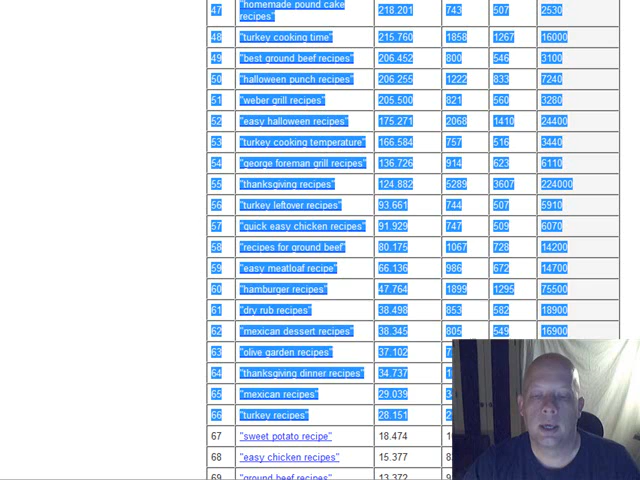 47 "homemade pound cake recipes" 218.201 743 507 2530
48 "turkey cooking time" 215.760 1858 1267 16000
49 "best ground beef recipes" 206.452 800 546 3100
50 "halloween punch recipes" 206.255 1222 833 7240
51 "weber grill recipes" 205.500 821 560 3280
52 "easy halloween recipes" 175.271 2068 1410 24400
53 "turkey cooking temperature" 166.584 757 516 3440
54 "george foreman grill recipes" 136.726 914 623 6110
55 "thanksgiving recipes" 124.882 5289 3607 224000
56 "turkey leftover recipes" 93.661 744 507 5910
57 "quick easy chicken recipes" 91.929 747 509 6070
58 "recipes for ground beef" 80.175 1067 728 14200
59 "easy meatloaf recipe" 66.136 986 672 14700
60 "hamburger recipes" 47.764 1899 1295 75500
61 "dry rub recipes" 38.498 853 582 18900
62 "mexican dessert recipes" 38.345 805 549 16900
63 "olive garden recipes" 37.102
64 "thanksgiving dinner recipes" 34.737
65 "mexican recipes" 29.039
66 "turkey recipes" 28.151
67 "sweet potato recipe" 18.474
68 "easy chicken recipes" 15.377
69 "ground beef recipes" 13.372